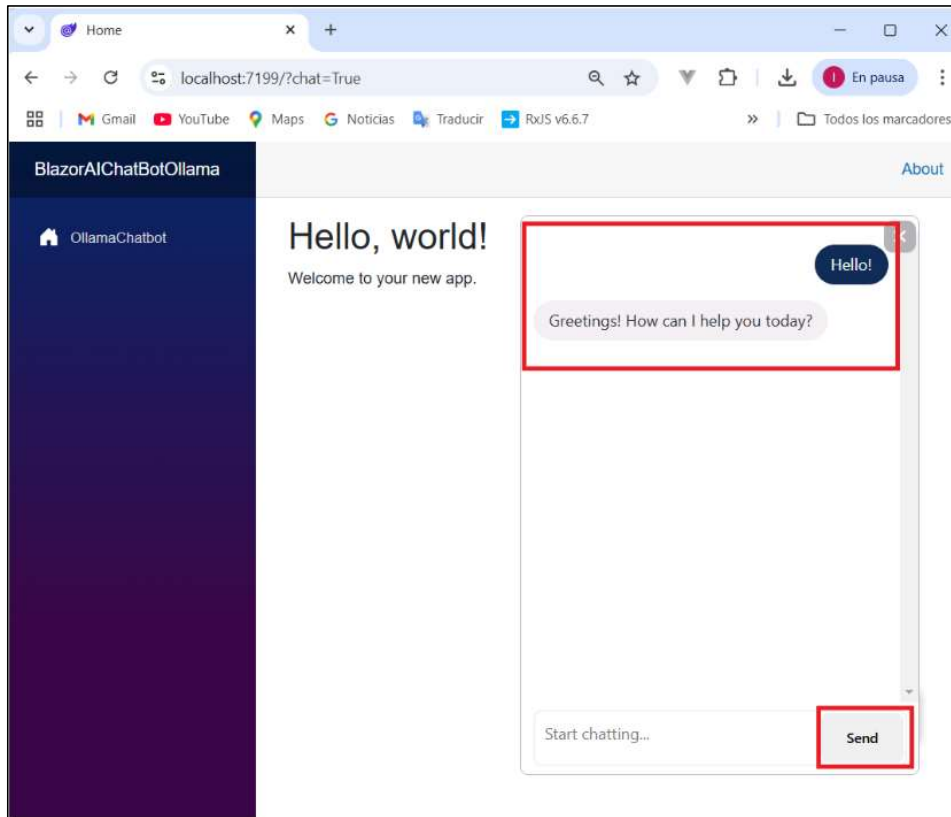 Home
localhost:7199/?chat=True
En pausa
Gmail
YouTube
Maps
Noticias
Traducir
RxJS v6.6.7
Todos los marcadores
BlazorAIChatBotOllama
About
OllamaChatbot
Hello, world!
Welcome to your new app.
Hello!
Greetings! How can I help you today?
Start chatting...
Send